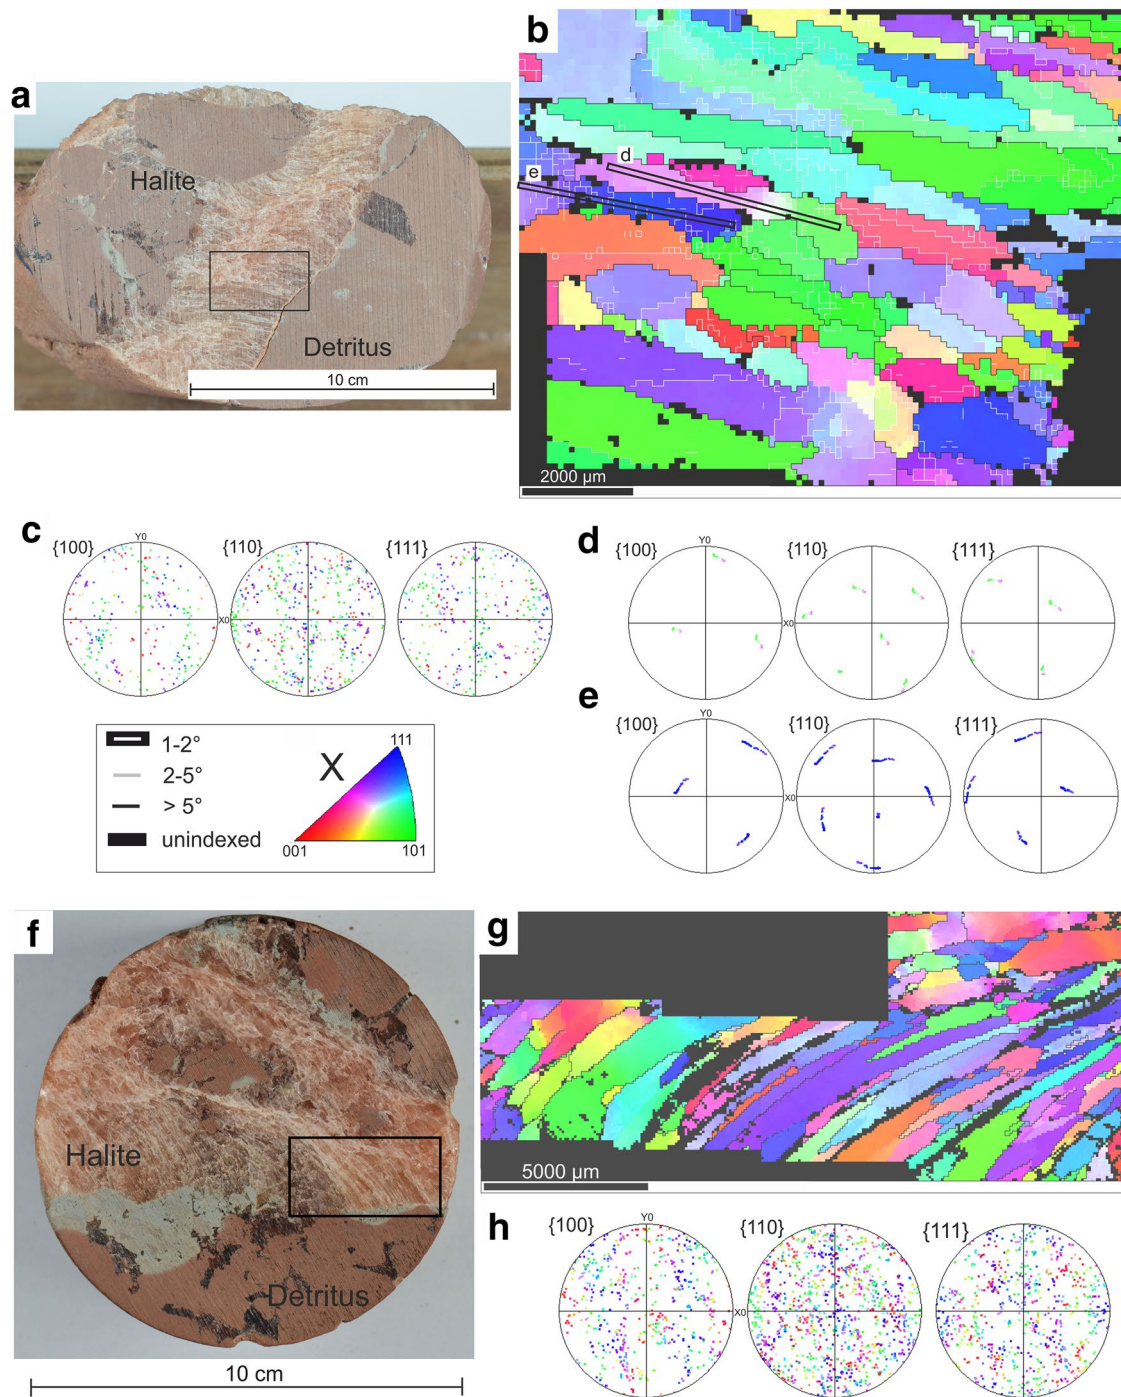 a
Halite
Detritus
10 cm
b
d
e
2000 µm
c
{100}
Y0
{110}
{111}
X0
d
{100}
Y0
{110}
{111}
X0
e
{100}
Y0
{110}
{111}
X0
1-2°
2-5°
> 5°
unindexed
X
111
001
101
f
Halite
Detritus
10 cm
g
5000 µm
h
{100}
Y0
{110}
{111}
X0